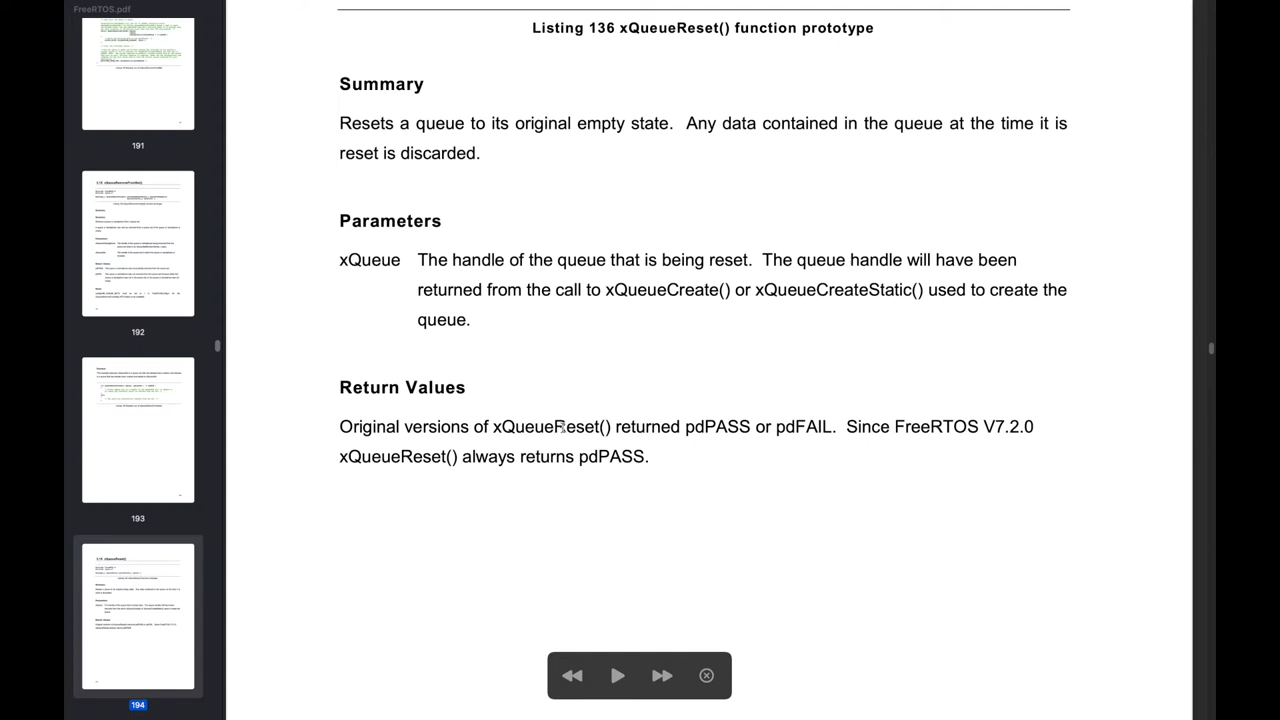 FreeRTOS.pdf
191
192
193
194
Listing 136 xQueueReset() function prototype
Summary
Resets a queue to its original empty state. Any data contained in the queue at the time it is
reset is discarded.
Parameters
xQueue The handle of the queue that is being reset. The queue handle will have been
returned from the call to xQueueCreate() or xQueueCreateStatic() used to create the
queue.
Return Values
Original versions of xQueueReset() returned pdPASS or pdFAIL. Since FreeRTOS V7.2.0
xQueueReset() always returns pdPASS.